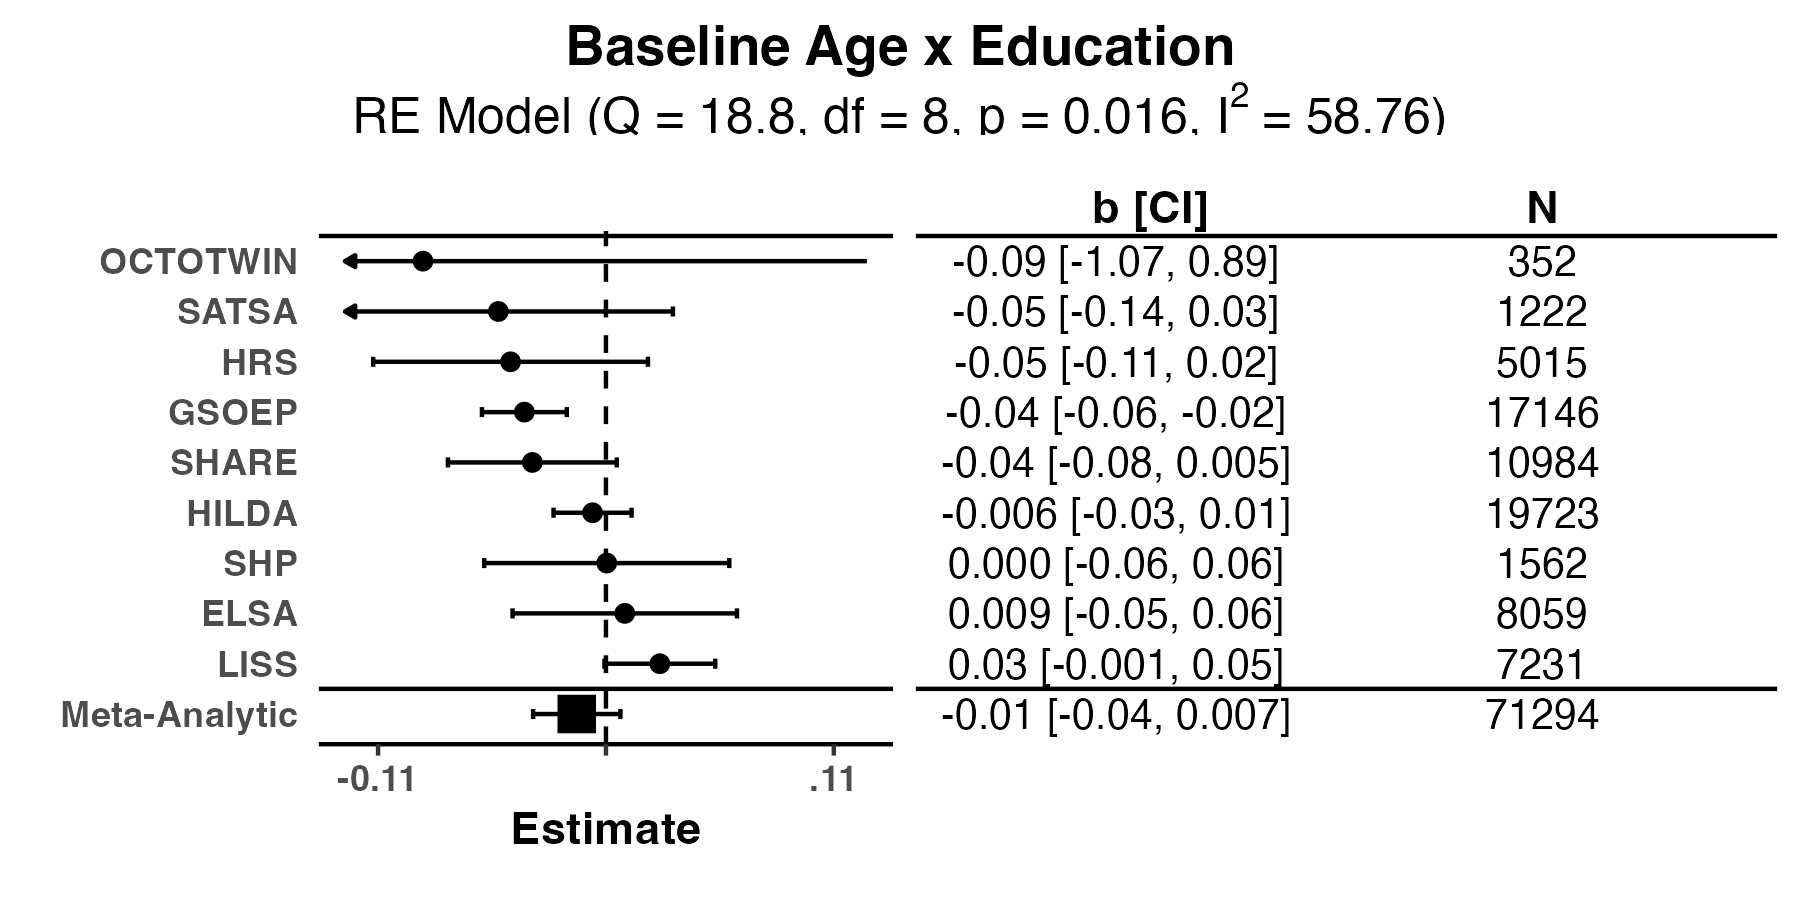 Baseline Age x Education
RE Model (Q = 18.8, df = 8, p = 0.016, I² = 58.76)
b [CI] N
OCTOTWIN -0.09 [-1.07, 0.89] 352
SATSA -0.05 [-0.14, 0.03] 1222
HRS -0.05 [-0.11, 0.02] 5015
GSOEP -0.04 [-0.06, -0.02] 17146
SHARE -0.04 [-0.08, 0.005] 10984
HILDA -0.006 [-0.03, 0.01] 19723
SHP 0.000 [-0.06, 0.06] 1562
ELSA 0.009 [-0.05, 0.06] 8059
LISS 0.03 [-0.001, 0.05] 7231
Meta-Analytic -0.01 [-0.04, 0.007] 71294
-0.11 .11
Estimate